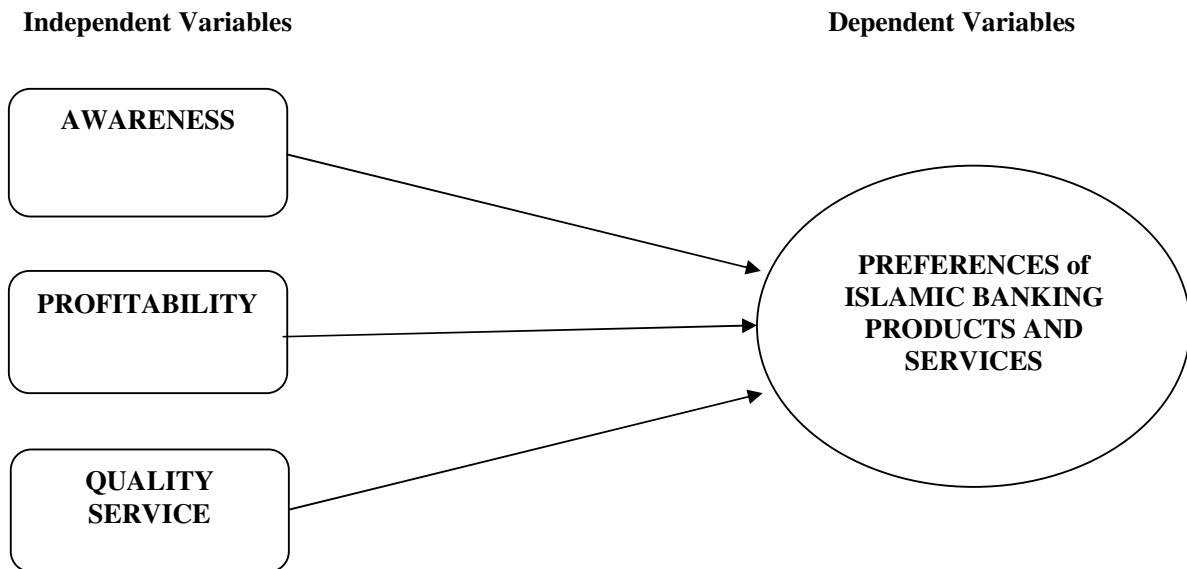 Independent Variables
Dependent Variables
AWARENESS
PROFITABILITY
QUALITY
SERVICE
PREFERENCES of
ISLAMIC BANKING
PRODUCTS AND
SERVICES